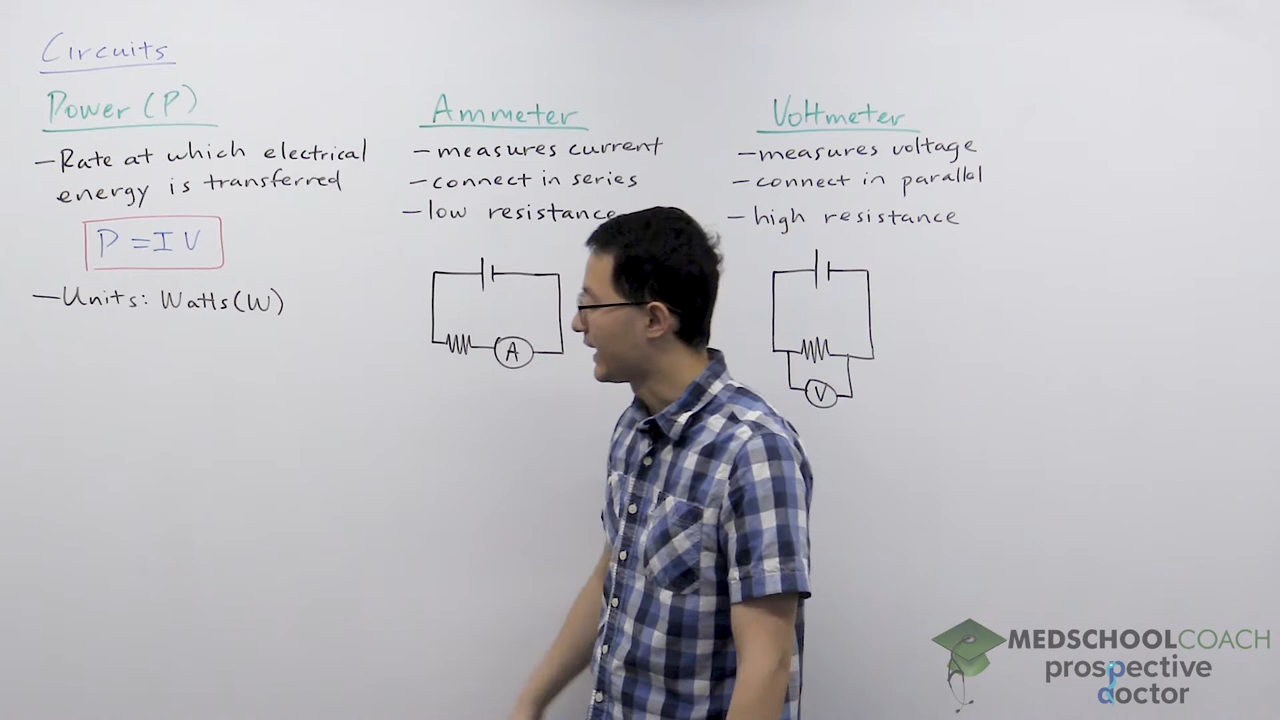 Circuits
Power (P)
- Rate at which electrical
energy is transferred
P = I V
- Units: Watts (W)
Ammeter
- measures current
- connect in series
- low resistance
A
Voltmeter
- measures voltage
- connect in parallel
- high resistance
V
MEDSCHOOLCOACH
prospective
doctor